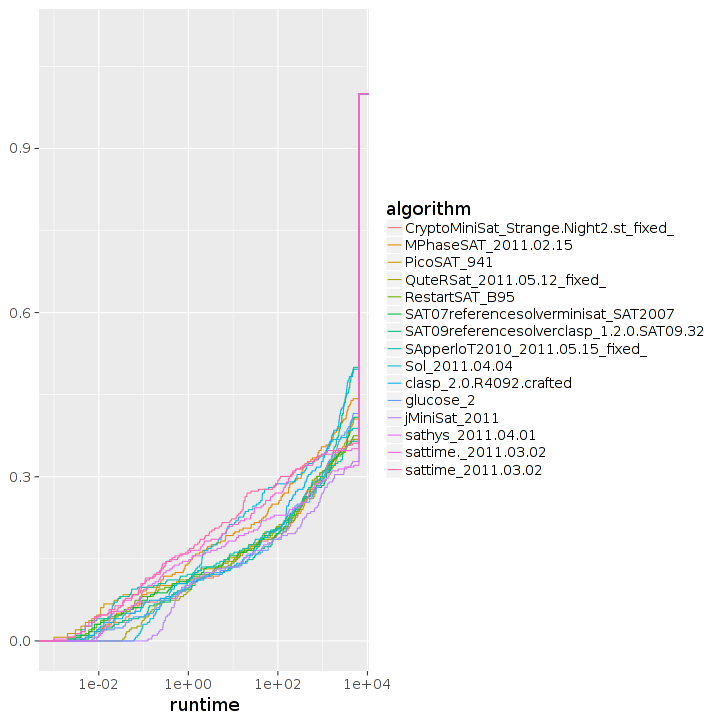 0.9
0.6
0.3
0.0
1e-02 1e+00 1e+02 1e+04
runtime
algorithm
CryptoMiniSat_Strange.Night2.st_fixed_
MPhaseSAT_2011.02.15
PicoSAT_941
QuteRSat_2011.05.12_fixed_
RestartSAT_B95
SAT07referencesolverminisat_SAT2007
SAT09referencesolverclasp_1.2.0.SAT09.32
SApperloT2010_2011.05.15_fixed_
Sol_2011.04.04
clasp_2.0.R4092.crafted
glucose_2
jMiniSat_2011
sathys_2011.04.01
sattime._2011.03.02
sattime_2011.03.02